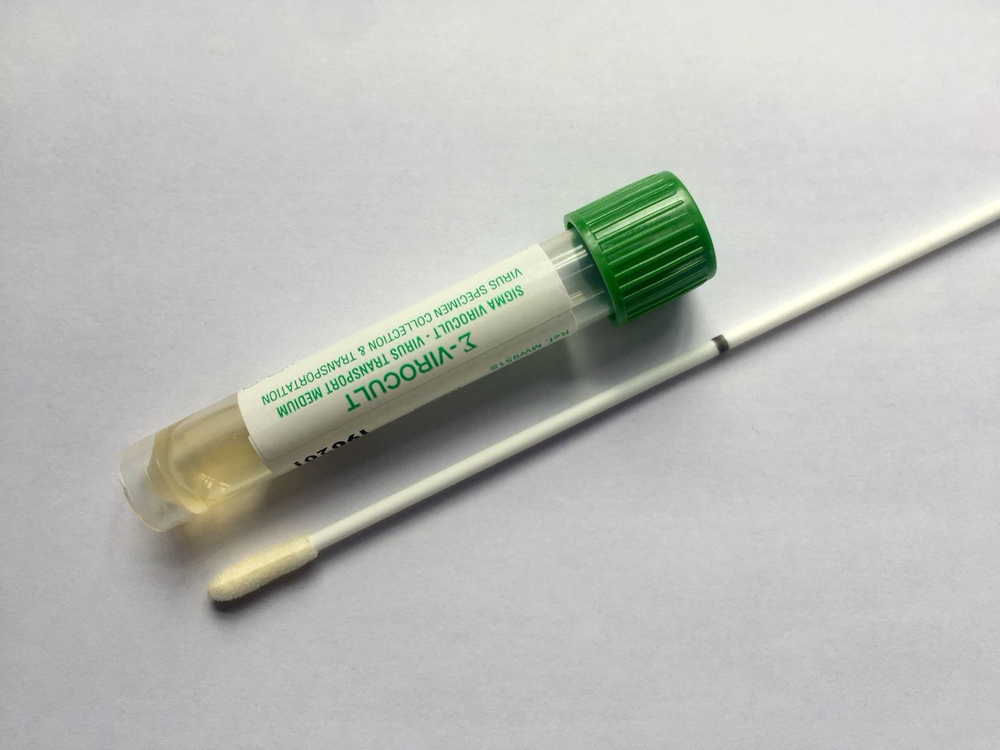 Ref. MW951S
Σ-VIROCULT
SIGMA VIROCULT - VIRUS TRANSPORT MEDIUM
VIRUS SPECIMEN COLLECTION & TRANSPORTATION